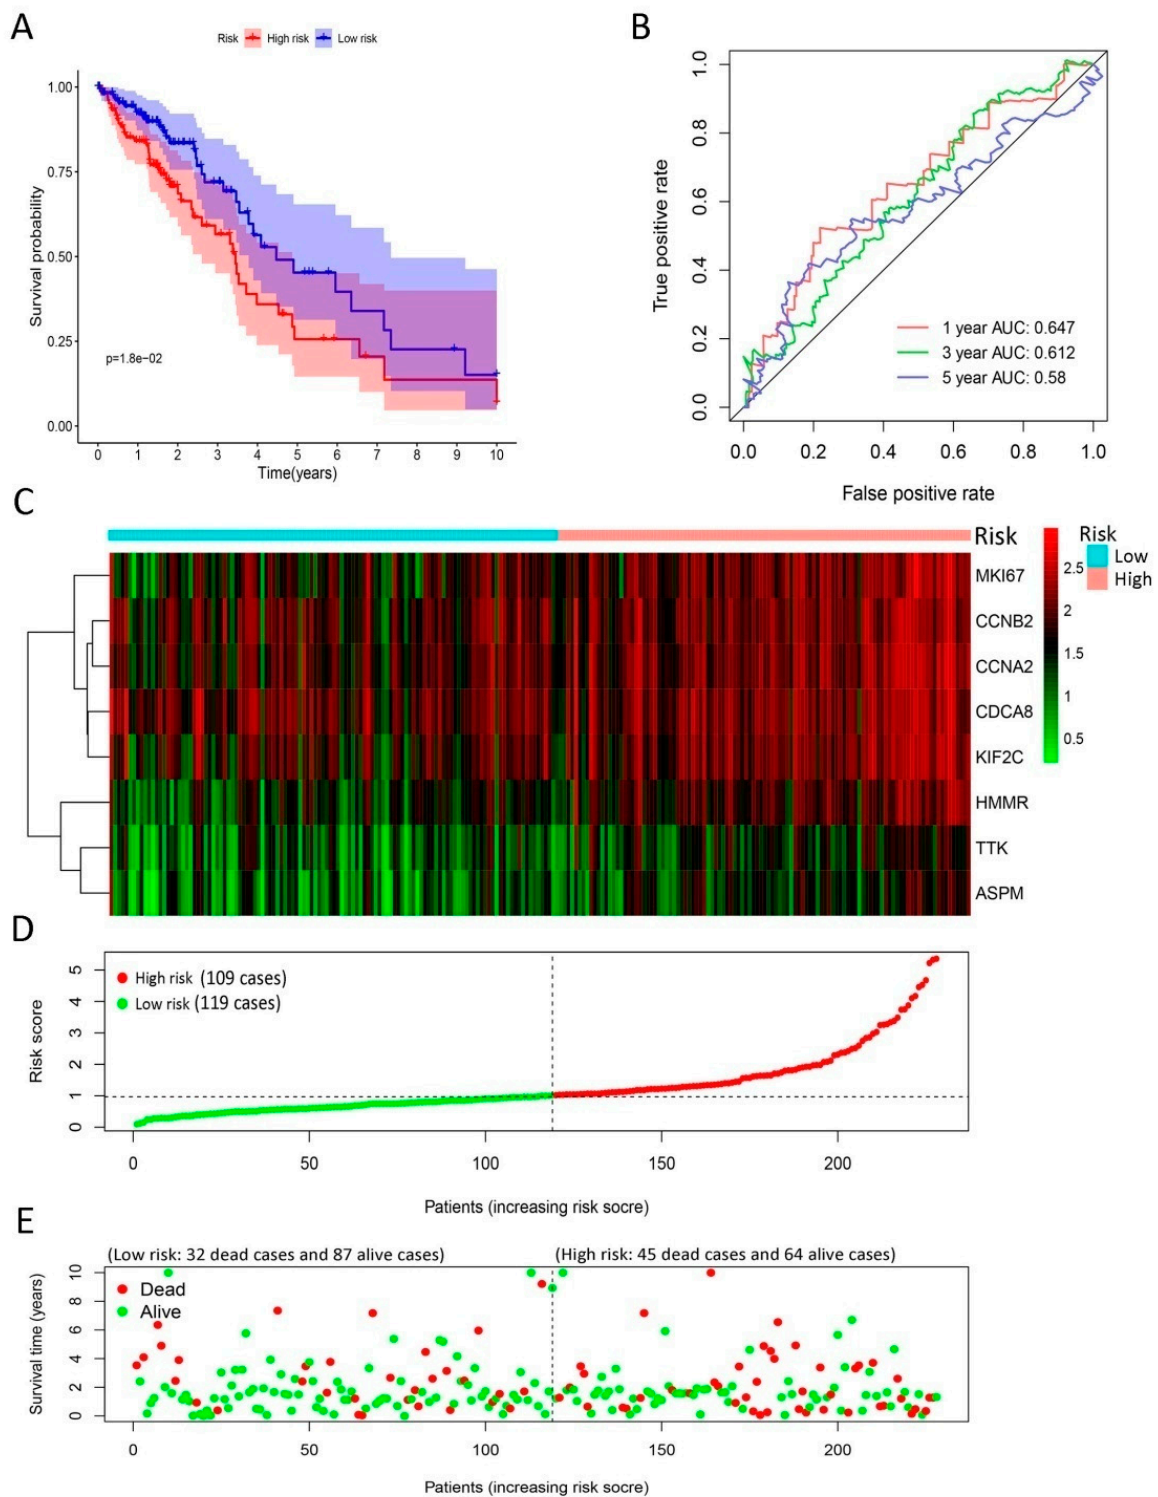 A
Risk High risk Low risk
Survival probability
1.00
0.75
0.50
0.25
0.00
p=1.8e−02
0 1 2 3 4 5 6 7 8 9 10
Time(years)
B
True positive rate
1.0
0.8
0.6
0.4
0.2
0.0
1 year AUC: 0.647
3 year AUC: 0.612
5 year AUC: 0.58
0.0 0.2 0.4 0.6 0.8 1.0
False positive rate
C
Risk
MKI67
CCNB2
CCNA2
CDCA8
KIF2C
HMMR
TTK
ASPM
2.5
2
1.5
1
0.5
Risk
Low
High
D
Risk score
5
4
3
2
1
0
High risk (109 cases)
Low risk (119 cases)
0 50 100 150 200
Patients (increasing risk socre)
E
(Low risk: 32 dead cases and 87 alive cases)
(High risk: 45 dead cases and 64 alive cases)
Survival time (years)
10
8
6
4
2
0
Dead
Alive
0 50 100 150 200
Patients (increasing risk socre)